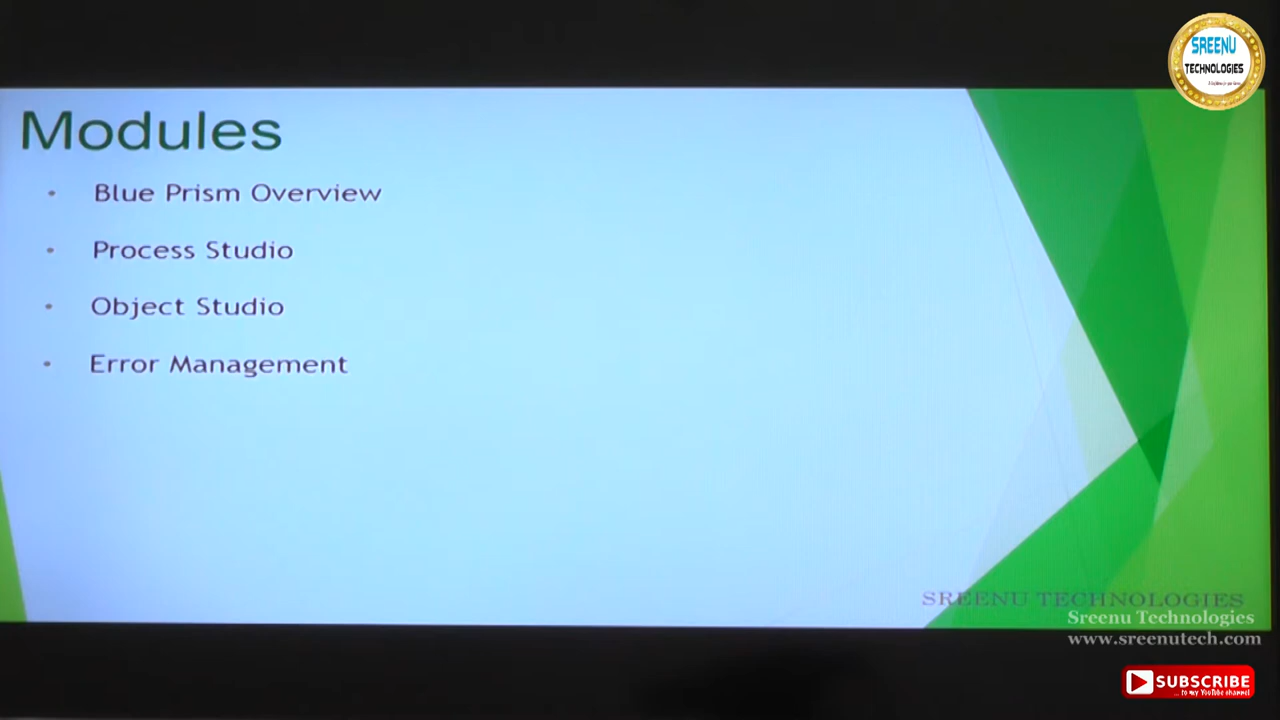 SREENU
TECHNOLOGIES
Modules
• Blue Prism Overview
• Process Studio
• Object Studio
• Error Management
SREENU TECHNOLOGIES
Sreenu Technologies
www.sreenutech.com
SUBSCRIBE
... to my YouTube channel